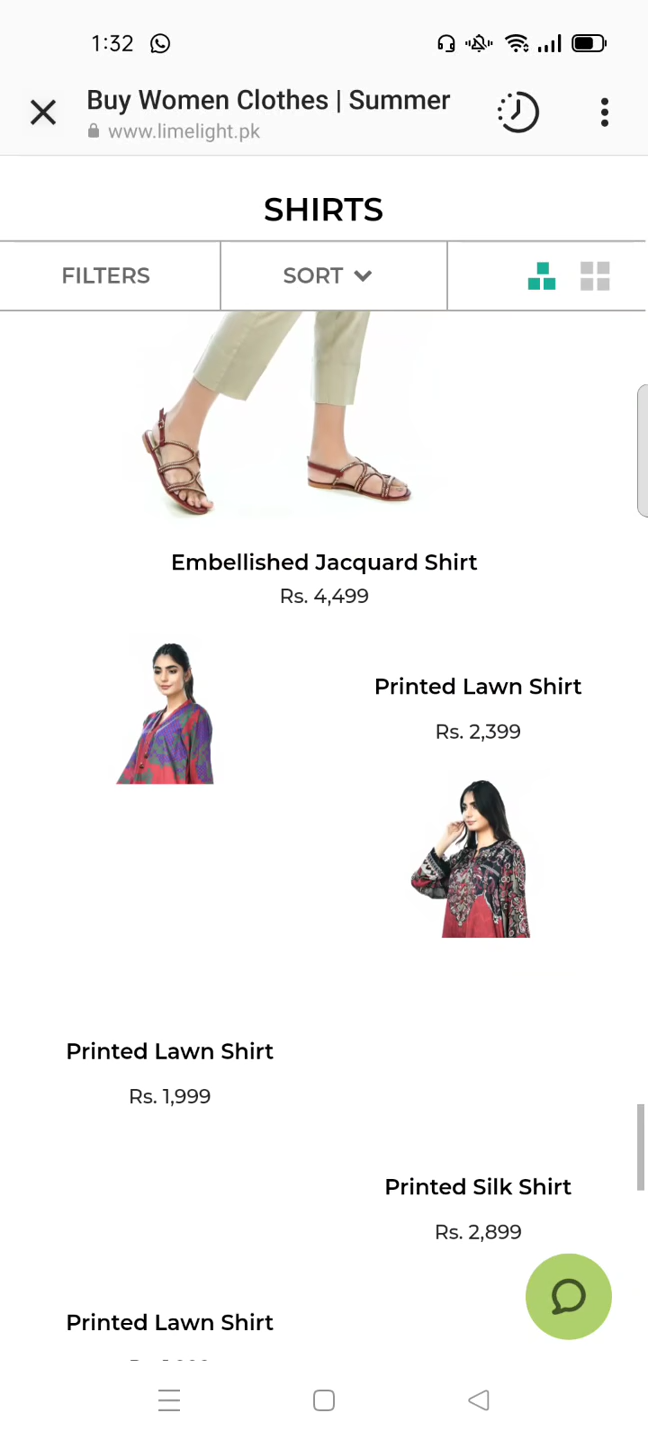 1:32
Buy Women Clothes | Summer
www.limelight.pk
SHIRTS
FILTERS
SORT
Embellished Jacquard Shirt
Rs. 4,499
Printed Lawn Shirt
Rs. 2,399
Printed Lawn Shirt
Rs. 1,999
Printed Silk Shirt
Rs. 2,899
Printed Lawn Shirt